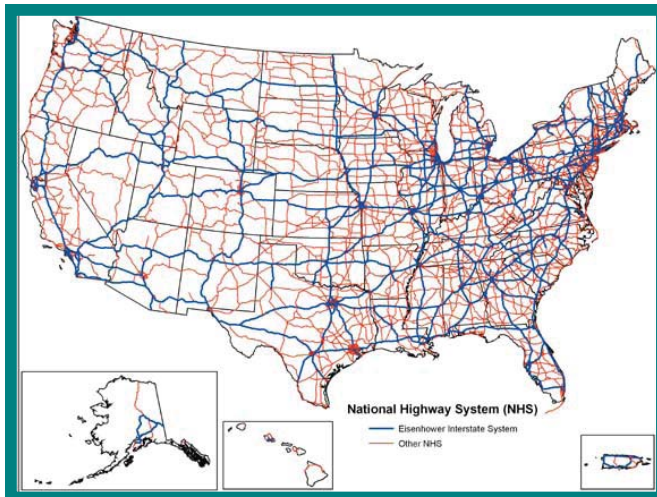 National Highway System (NHS)
Eisenhower Interstate System
Other NHS